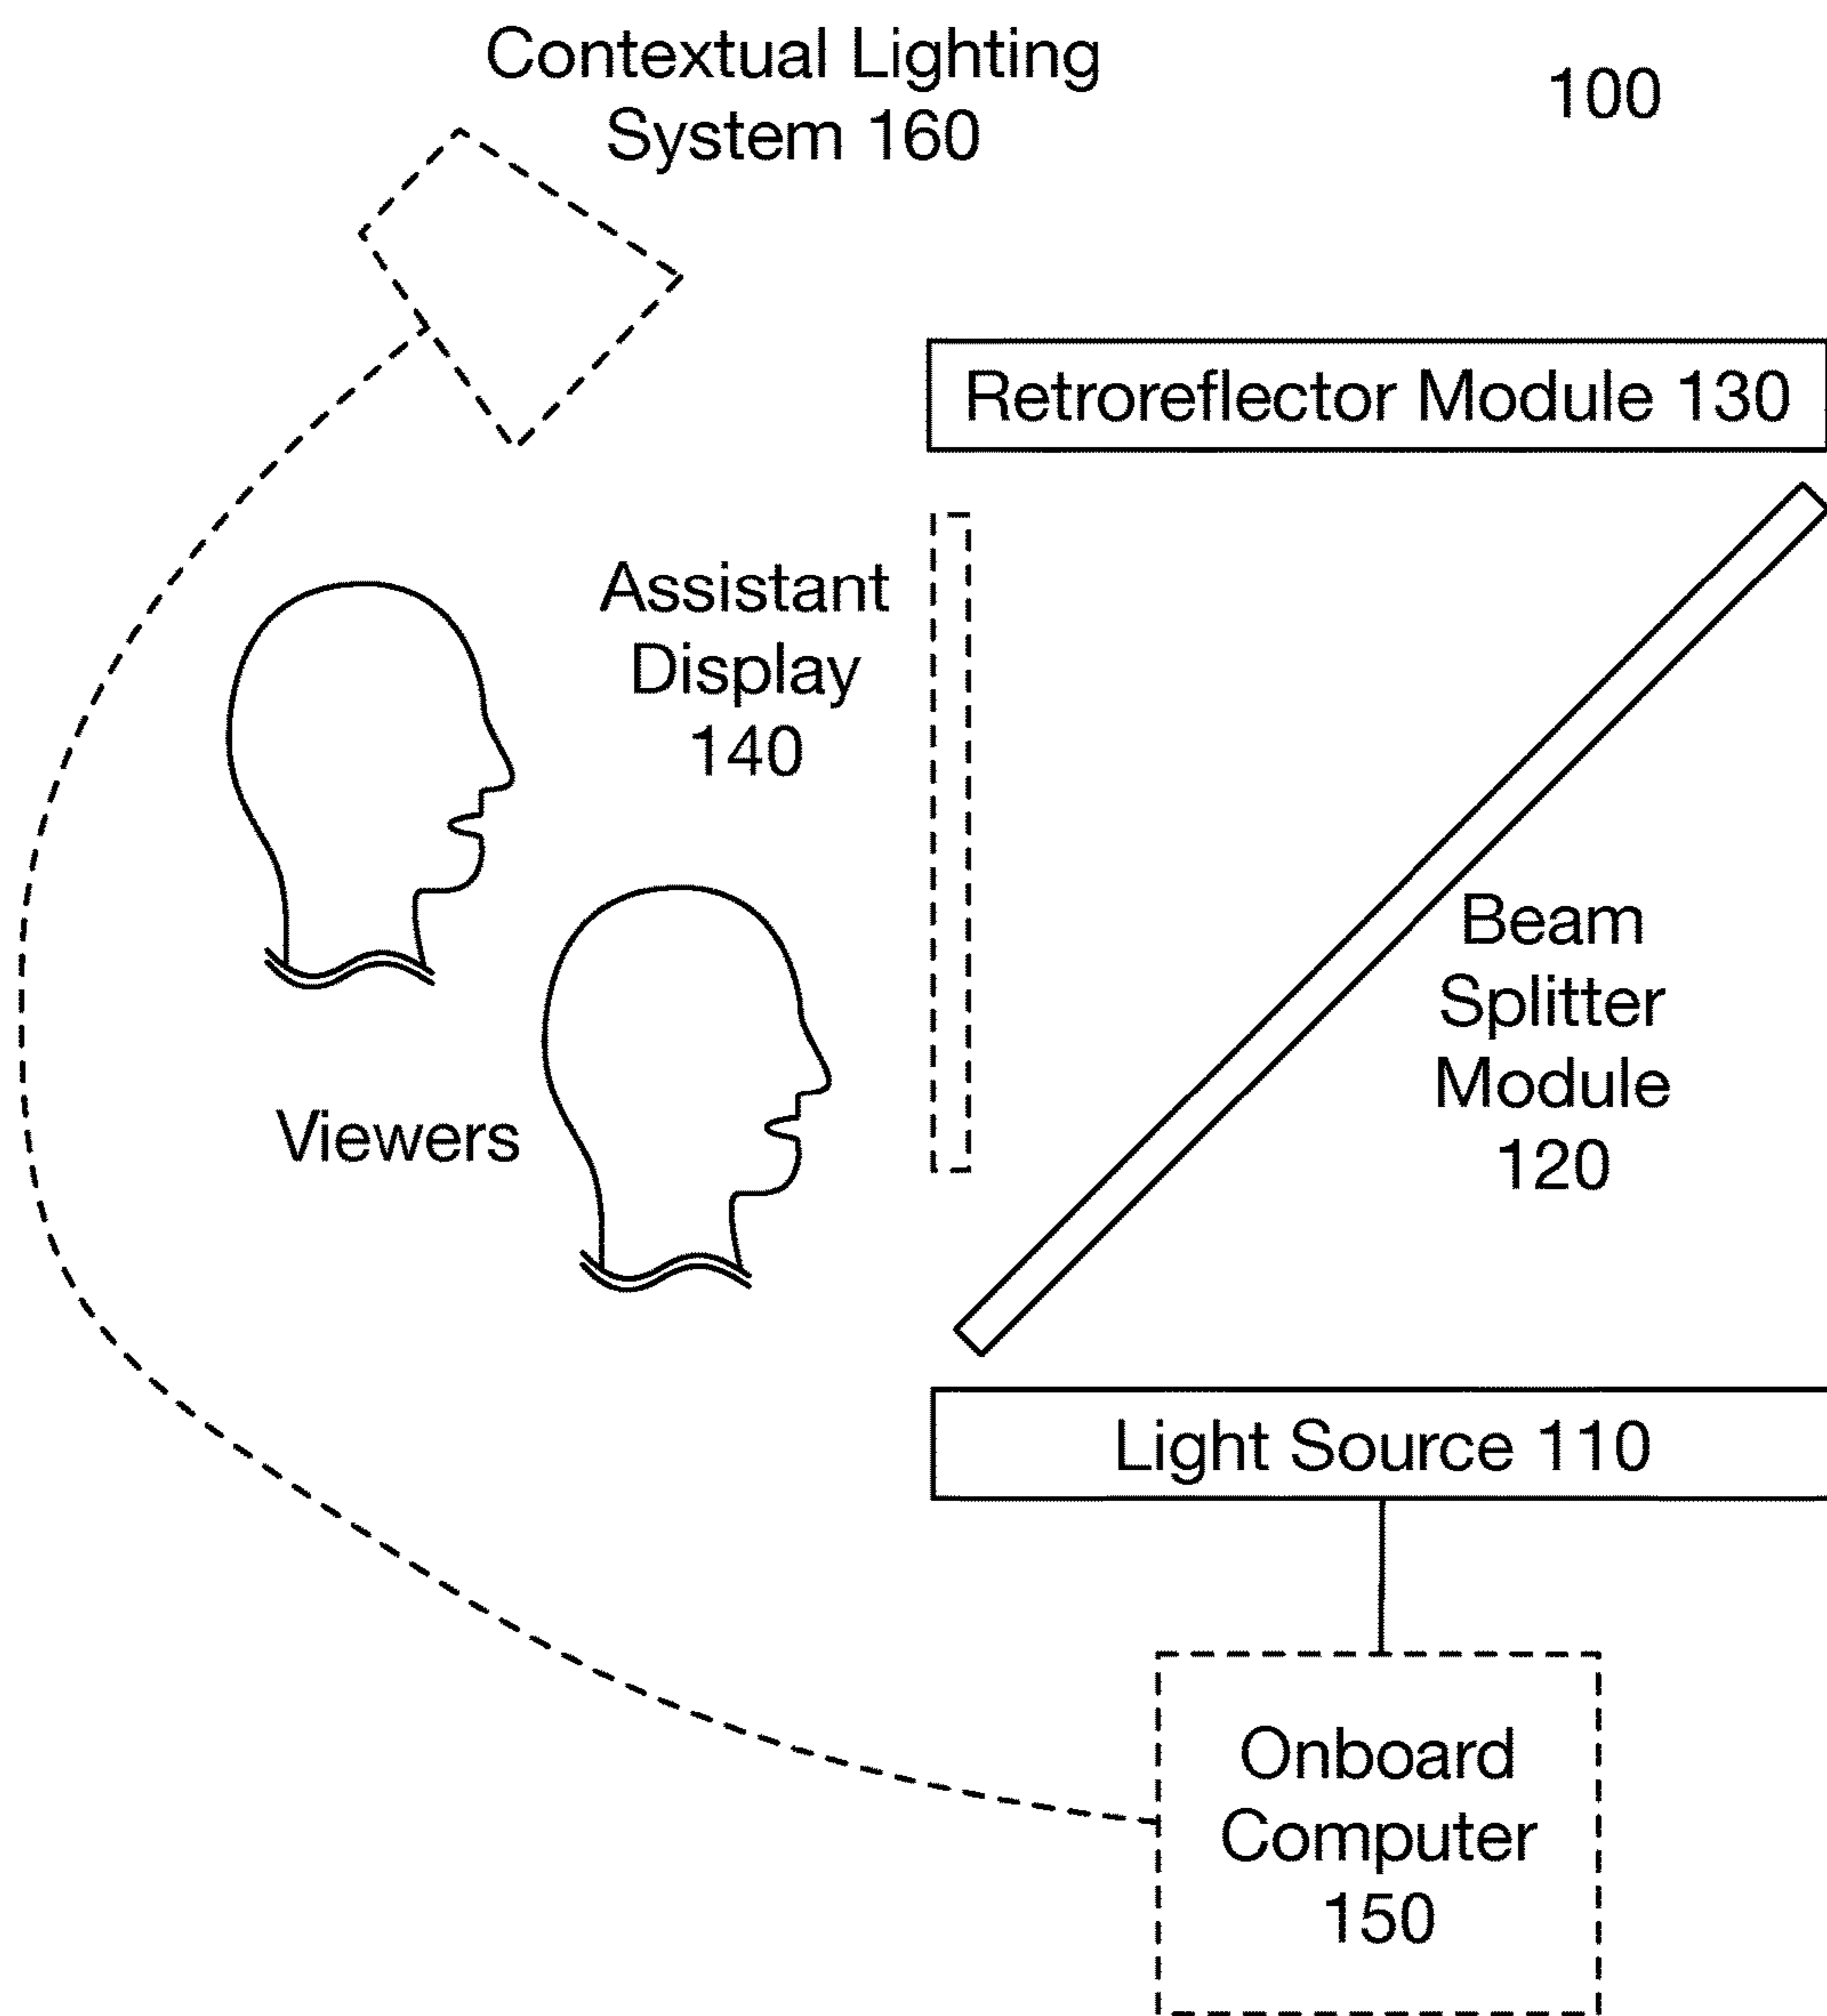 Contextual Lighting
System 160
100
Retroreflector Module 130
Assistant
Display
140
Beam
Splitter
Module
120
Viewers
Light Source 110
Onboard
Computer
150